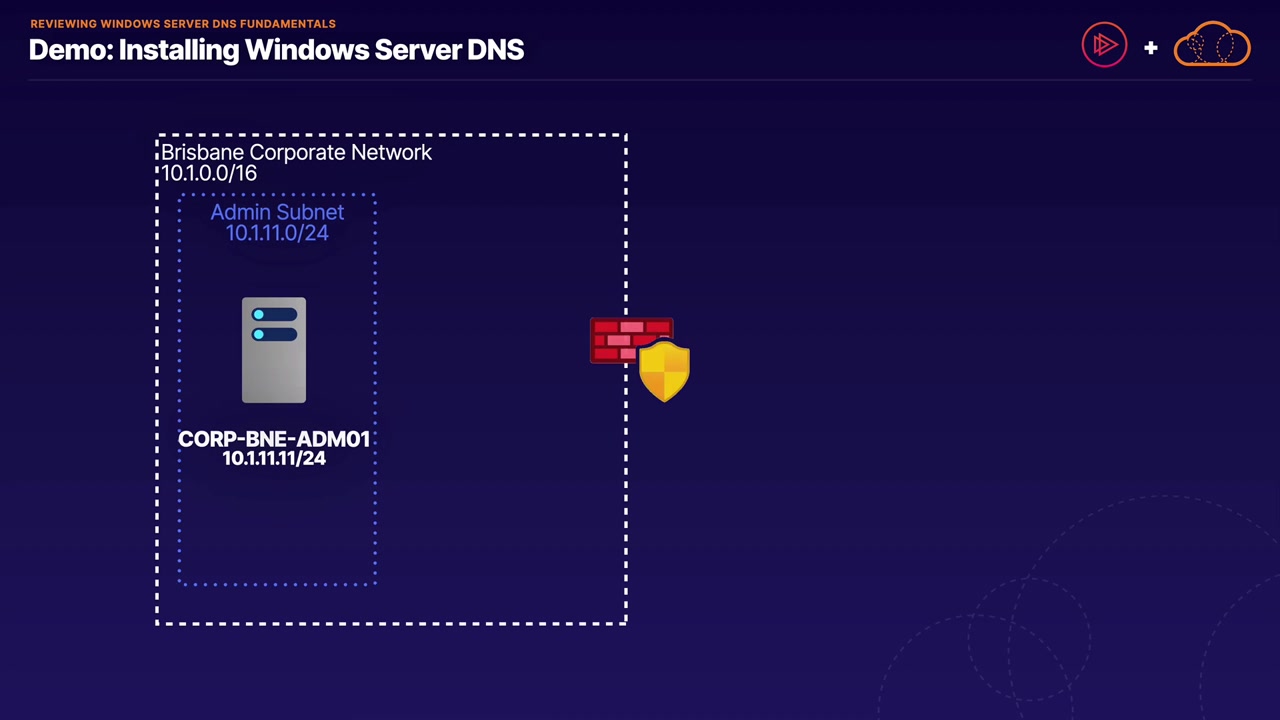 REVIEWING WINDOWS SERVER DNS FUNDAMENTALS
Demo: Installing Windows Server DNS
+
Brisbane Corporate Network
10.1.0.0/16
Admin Subnet
10.1.11.0/24
CORP-BNE-ADM01
10.1.11.11/24